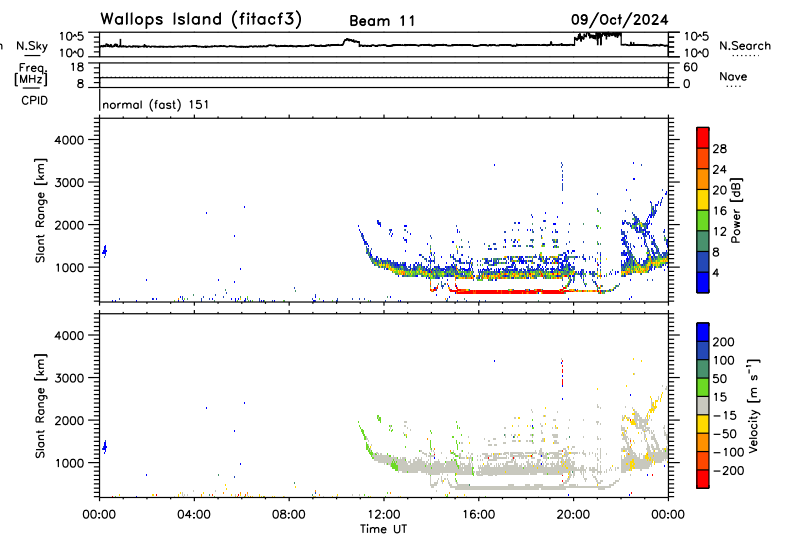 Wallops Island (fitacf3) Beam 11 09/Oct/2024
N.Sky 10^5 10^0 10^5 10^0 N.Search
Freq. [MHz] 18 8 60 0 Nave
CPID normal (fast) 151
Slant Range [km] 4000 3000 2000 1000
Power [dB] 28 24 20 16 12 8 4
Slant Range [km] 4000 3000 2000 1000
Velocity [m s⁻¹] 200 100 50 15 −15 −50 −100 −200
00:00 04:00 08:00 12:00 16:00 20:00 00:00
Time UT